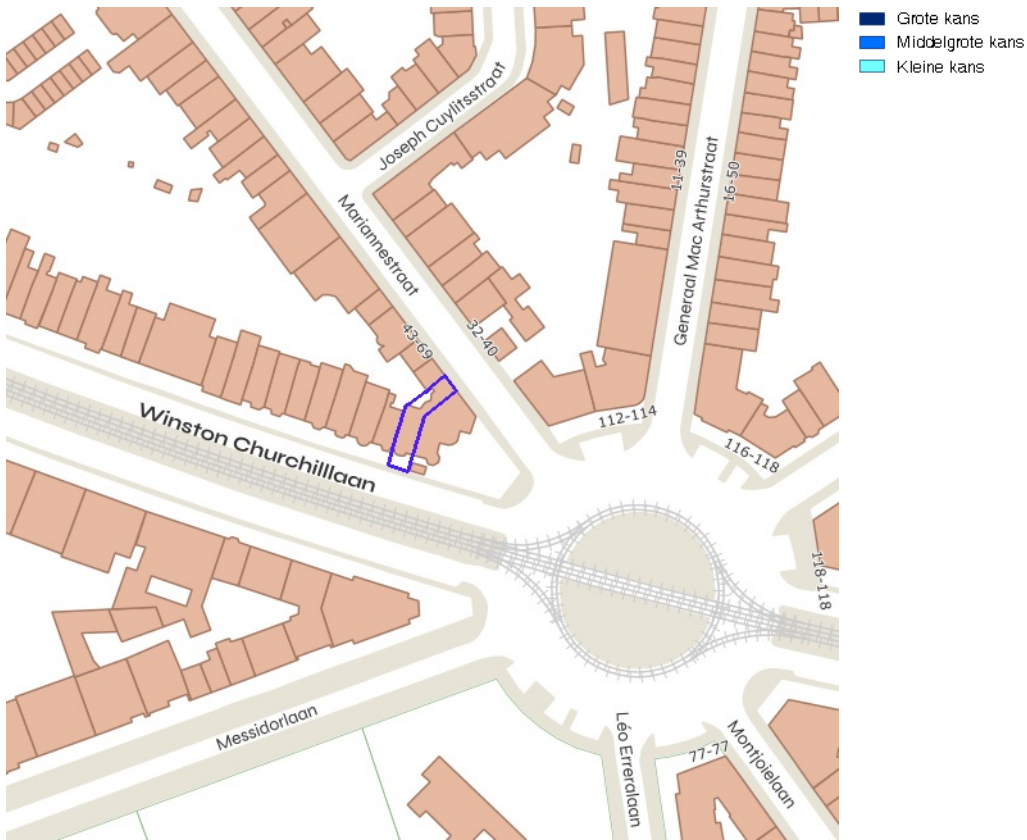 Grote kans
Middelgrote kans
Kleine kans
Joseph Cuylitsstraat
Mariannestraat
11-39
16-50
Generaal Mac Arthurstraat
43-69
32-40
Winston Churchilllaan
112-114
116-118
118-118
Messidorlaan
Léo Erreralaan
77-77
Montjoielaan